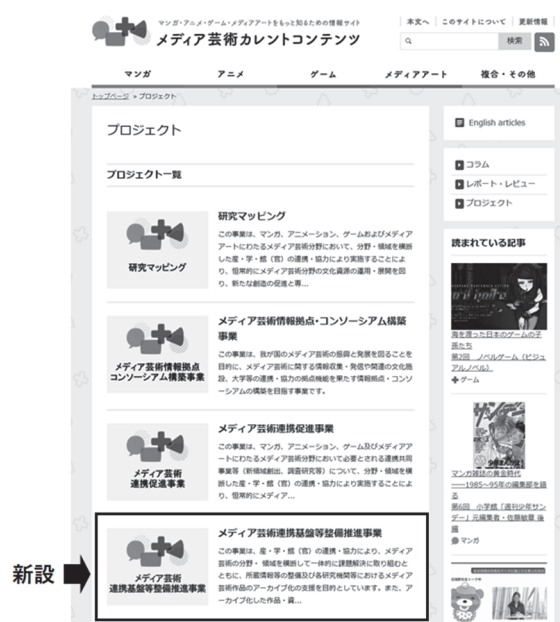 マンガ・アニメ・ゲーム・メディアアートをもっと知るための情報サイト
メディア芸術カレントコンテンツ
本文へ
このサイトについて
更新情報
検索
マンガ
アニメ
ゲーム
メディアアート
複合・その他
トップページ » プロジェクト
プロジェクト
プロジェクト一覧
研究マッピング
研究マッピング
この事業は、マンガ、アニメーション、ゲームおよびメディア
アートにわたるメディア芸術分野において、分野・領域を横断
した産・学・館（官）の連携・協力により実施することによ
り、恒常的にメディア芸術分野の文化資源の運用・展開を図
り、新たな創造の促進と専...
メディア芸術情報拠点
コンソーシアム構築事業
メディア芸術情報拠点・コンソーシアム構築
事業
この事業は、我が国のメディア芸術の振興と発展を図ることを
目的に、メディア芸術に関する情報収集・発信や関連の文化施
設、大学等の連携・協力の拠点機能を果たす情報拠点・コンソ
ーシアムの構築を目指す事業です。
メディア芸術
連携促進事業
メディア芸術連携促進事業
この事業は、マンガ、アニメーション、ゲーム及びメディアア
ートにわたるメディア芸術分野において必要とされる連携共同
事業等（新領域創出、調査研究等）について、分野・領域を横
断した産・学・館（官）の連携・協力により実施することによ
り、恒常的にメディア...
新設
メディア芸術
連携基盤等整備推進事業
メディア芸術連携基盤等整備推進事業
この事業は、産・学・館（官）の連携・協力により、メディア
芸術の分野・領域を横断して一体的に課題解決に取り組むと
ともに、所蔵情報等の整備及び各研究機関等におけるメディア
芸術作品のアーカイブ化の支援を目的としています。また、ア
ーカイブ化した作品・資...
English articles
コラム
レポート・レビュー
プロジェクト
読まれている記事
海を渡った日本のゲームの子
孫たち
第2回 ノベルゲーム（ビジュ
アルノベル）
ゲーム
サンデー
マンガ雑誌の黄金時代
――1985～95年の編集部を語
る
第6回 小学館「週刊少年サン
デー」元編集者・佐藤敏章 後
編
マンガ